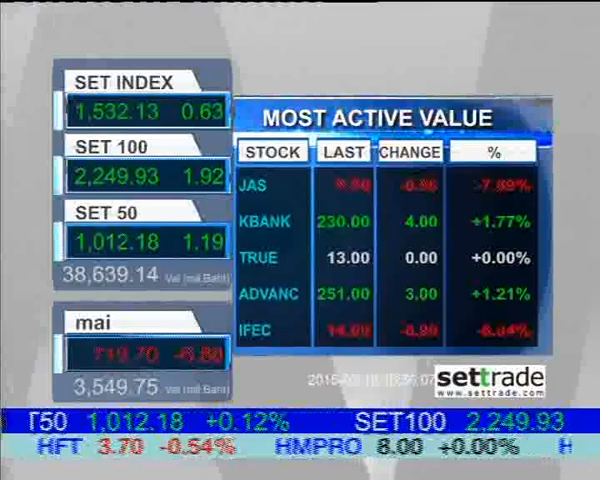 SET INDEX
1,532.13 0.63
SET 100
2,249.93 1.92
SET 50
1,012.18 1.19
38,639.14 Val (mil.Baht)
mai
3,549.75 Val (mil.Baht)
MOST ACTIVE VALUE
STOCK LAST CHANGE %
JAS
KBANK 230.00 4.00 +1.77%
TRUE 13.00 0.00 +0.00%
ADVANC 251.00 3.00 +1.21%
IFEC
settrade
www.settrade.com
T50 1,012.18 +0.12% SET100 2,249.93
HFT 3.70 -0.54% HMPRO 8.00 +0.00% H